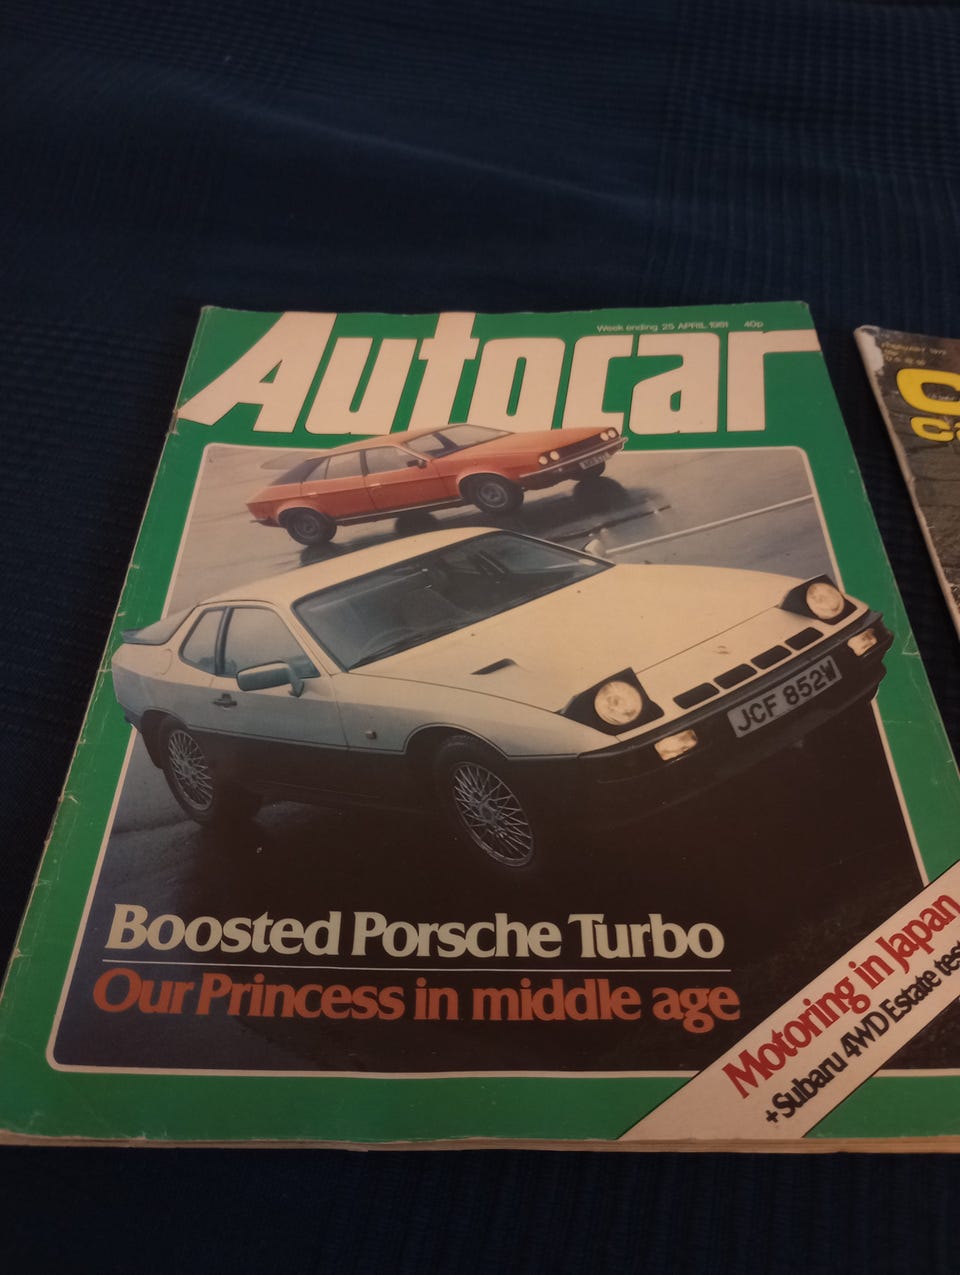 Week ending 25 APRIL 1981 40p
Autocar
JCF 852W
Boosted Porsche Turbo
Our Princess in middle age
Motoring in Japan
+Subaru 4WD Estate test